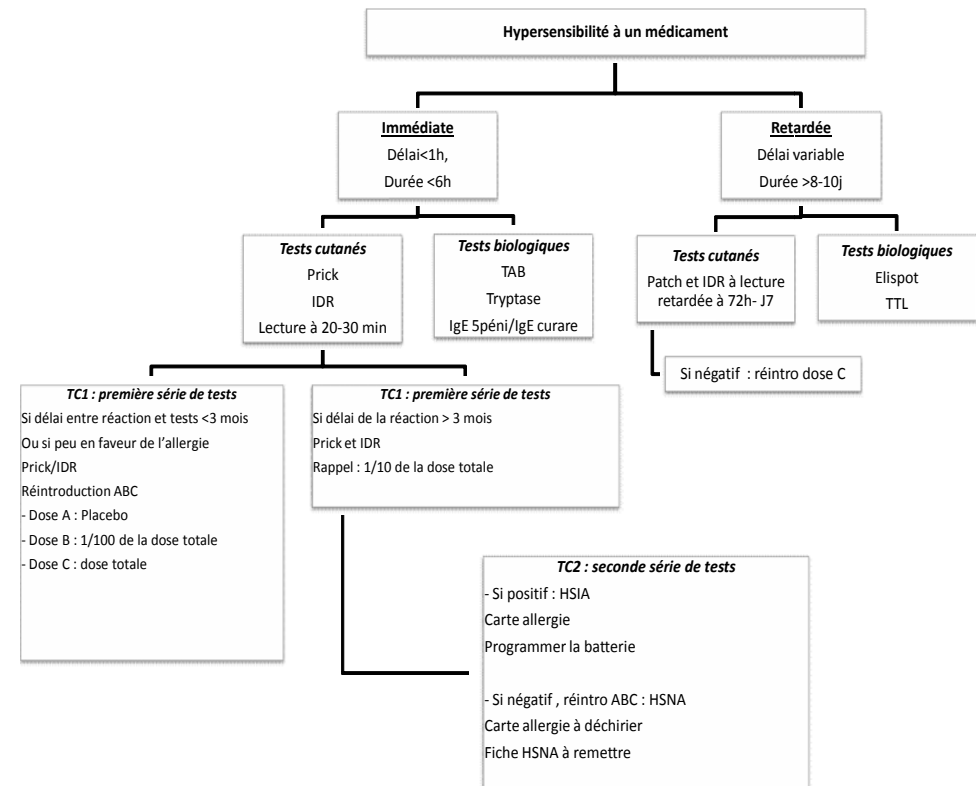 Hypersensibilité à un médicament
Immédiate
Délai<1h,
Durée <6h
Retardée
Délai variable
Durée >8-10j
Tests cutanés
Prick
IDR
Lecture à 20-30 min
Tests biologiques
TAB
Tryptase
IgE 5péni/IgE curare
Tests cutanés
Patch et IDR à lecture
retardée à 72h- J7
Tests biologiques
Elispot
TTL
Si négatif : réintro dose C
TC1 : première série de tests
Si délai entre réaction et tests <3 mois
Ou si peu en faveur de l'allergie
Prick/IDR
Réintroduction ABC
- Dose A : Placebo
- Dose B : 1/100 de la dose totale
- Dose C : dose totale
TC1 : première série de tests
Si délai de la réaction > 3 mois
Prick et IDR
Rappel : 1/10 de la dose totale
TC2 : seconde série de tests
- Si positif : HSIA
Carte allergie
Programmer la batterie
- Si négatif , réintro ABC : HSNA
Carte allergie à déchirier
Fiche HSNA à remettre